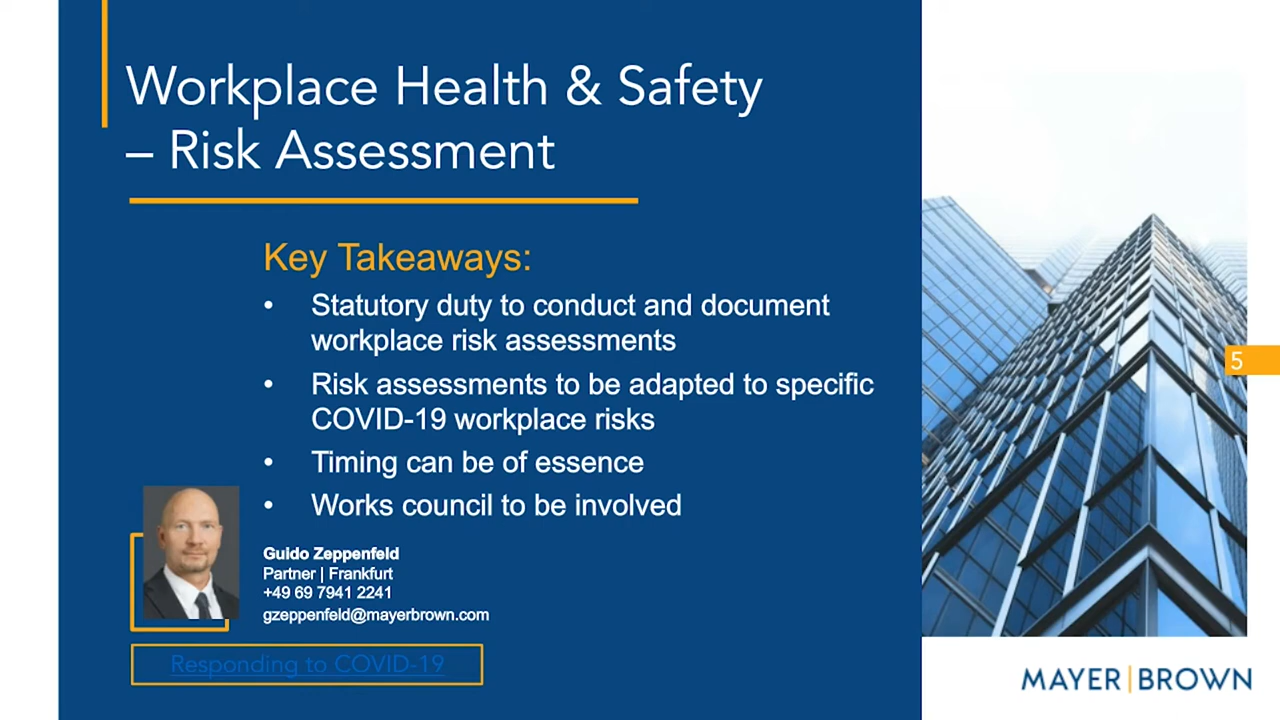 Workplace Health & Safety
– Risk Assessment
Key Takeaways:
• Statutory duty to conduct and document
workplace risk assessments
• Risk assessments to be adapted to specific
COVID-19 workplace risks
• Timing can be of essence
• Works council to be involved
Guido Zeppenfeld
Partner | Frankfurt
+49 69 7941 2241
gzeppenfeld@mayerbrown.com
Responding to COVID-19
5
MAYER|BROWN